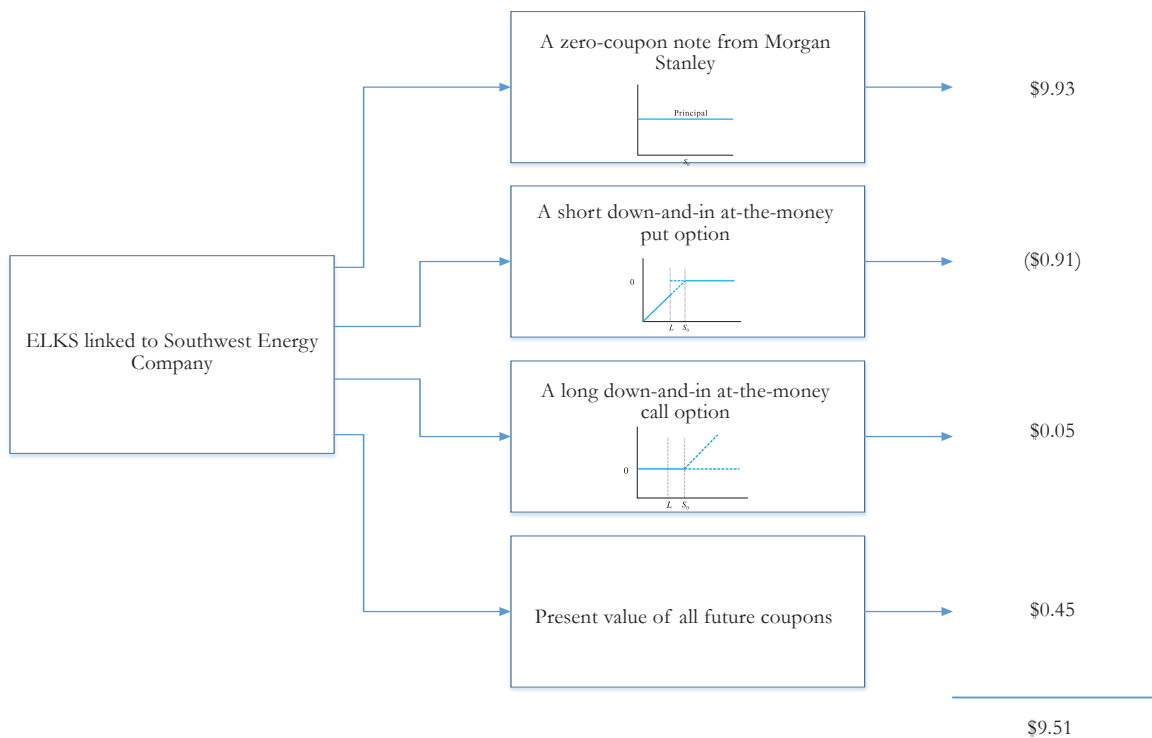 A zero-coupon note from Morgan
Stanley
Principal
S₀
$9.93
A short down-and-in at-the-money
put option
0
L S₀
($0.91)
ELKS linked to Southwest Energy
Company
A long down-and-in at-the-money
call option
0
L S₀
$0.05
Present value of all future coupons
$0.45
$9.51